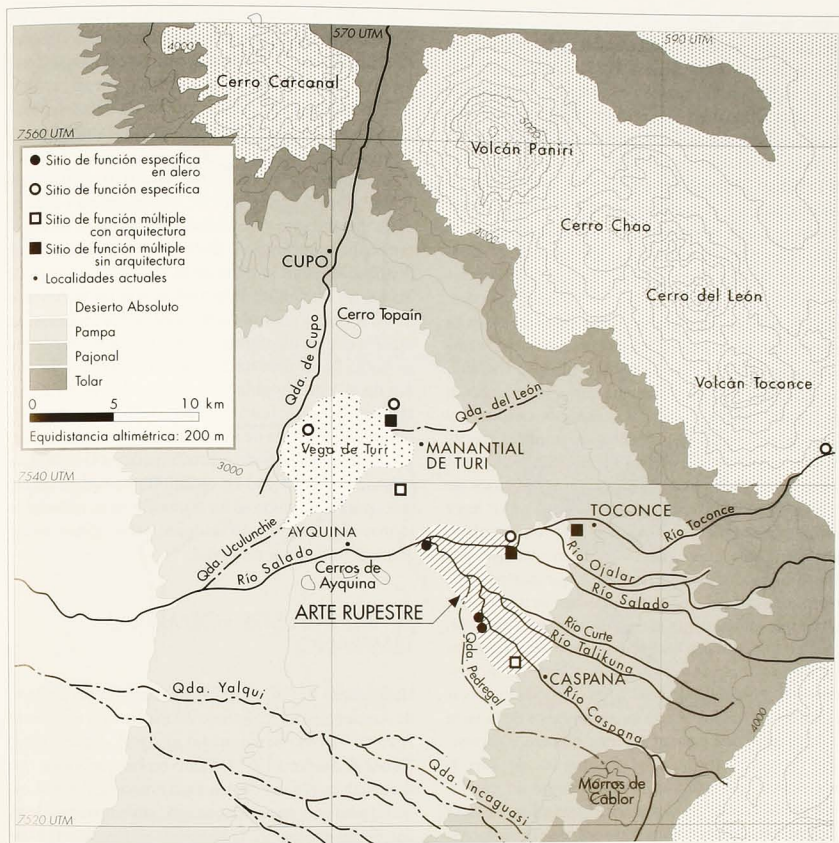 570 UTM
590 UTM
4000
Cerro Carcanal
7560 UTM
5000
Volcán Paniri
Sitio de función específica
en alero
Sitio de función específica
Sitio de función múltiple
con arquitectura
Sitio de función múltiple
sin arquitectura
Localidades actuales
Desierto Absoluto
Pampa
Pajonal
Tolar
0 5 10 km
Equidistancia altimétrica: 200 m
Cerro Chao
4000
CUPO
Cerro del León
Cerro Topaín
Qda. de Cupo
Volcán Toconce
Qda. del León
Vega de Turi
MANANTIAL
DE TURI
3000
7540 UTM
TOCONCE
Río Toconce
AYQUINA
Qda. Uculunchie
Río Salado
Cerros de
Ayquina
Río Ojalar
Río Salado
ARTE RUPESTRE
Río Curte
Río Talikuna
Qda. Pedregal
CASPANA
Río Caspana
Qda. Yalqui
4000
Qda. Incaguasi
Morros de
Cablor
7520 UTM